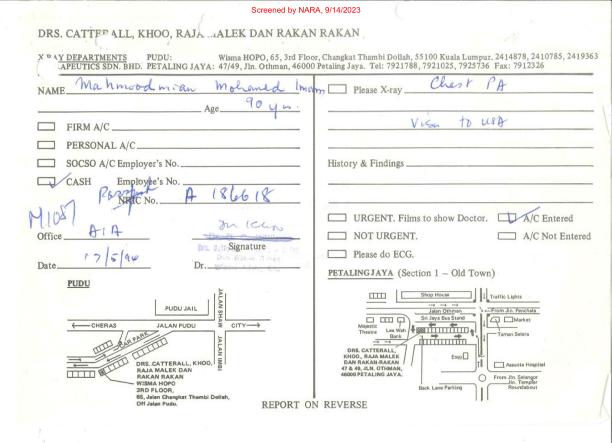 Screened by NARA, 9/14/2023
DRS. CATTERALL, KHOO, RAJA MALEK DAN RAKAN RAKAN
X RAY DEPARTMENTS PUDU: Wisma HOPO, 65, 3rd Floor, Changkat Thambi Dollah, 55100 Kuala Lumpur, 2414878, 2410785, 2419363
RAPEUTICS SDN. BHD. PETALING JAYA: 47/49, Jln. Othman, 46000 Petaling Jaya. Tel: 7921788, 7921025, 7925736 Fax: 7912326
NAME Mahmoodmian Mohamed Imam
Age 90 yrs.
FIRM A/C
PERSONAL A/C
SOCSO A/C Employer's No.
CASH Employee's No.
Passport
NRIC No. A 186618
M1087
Office AIA
Signature
Date 17/5/96 Dr.
Please X-ray Chest PA
Visa to USA
History & Findings
URGENT. Films to show Doctor. A/C Entered
NOT URGENT. A/C Not Entered
Please do ECG.
PUDU
PUDU JAIL
JALAN SHAW
CHERAS JALAN PUDU CITY
CAR PARK
JALAN IMBI
DRS. CATTERALL, KHOO,
RAJA MALEK DAN
RAKAN RAKAN
WISMA HOPO
3RD FLOOR,
65, Jalan Changkat Thambi Dollah,
Off Jalan Pudu.
PETALING JAYA (Section 1 – Old Town)
Shop House
Traffic Lights
Jalan Othman
From Jln. Penchala
Majestic Theatre
Lee Wah Bank
Sri Jaya Bus Stand
Market
Taman Selera
DRS. CATTERALL,
KHOO, RAJA MALEK
DAN RAKAN-RAKAN
47 & 49, JLN. OTHMAN,
46000 PETALING JAYA.
Esso
Assunta Hospital
Back Lane Parking
From Jln. Selangor
Jln. Templer
Roundabout
REPORT ON REVERSE